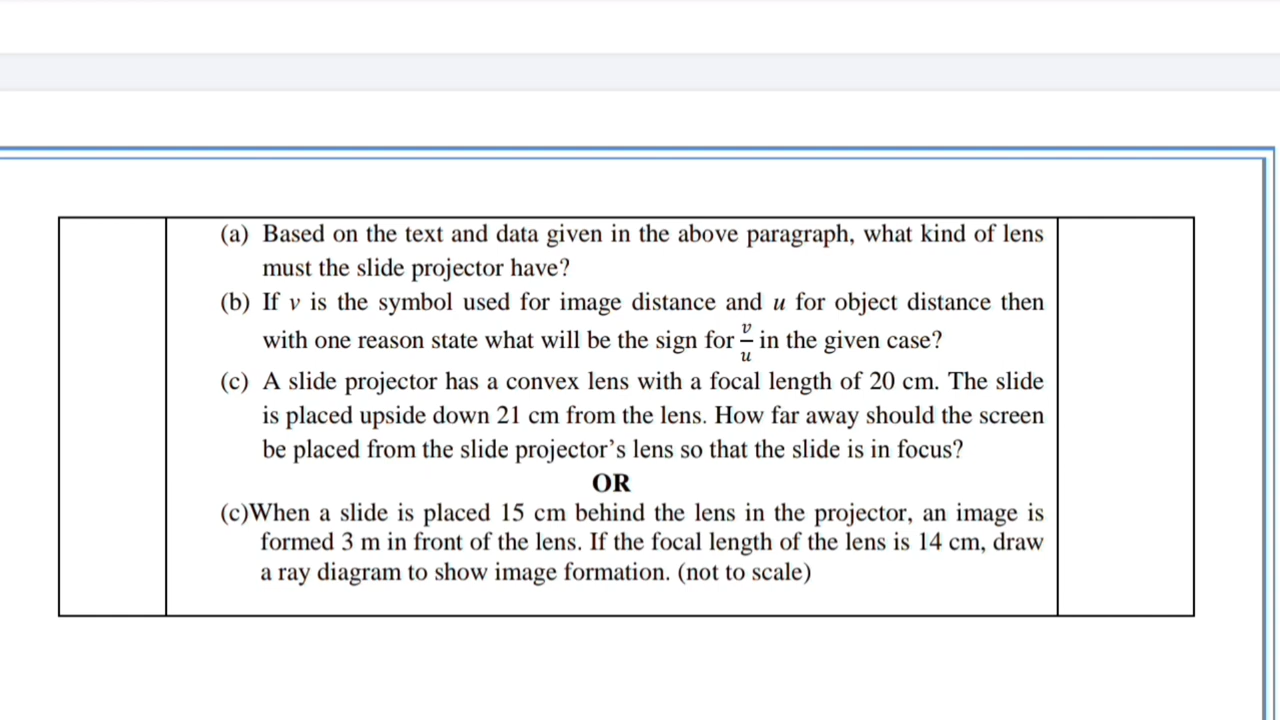 (a) Based on the text and data given in the above paragraph, what kind of lens
must the slide projector have?
(b) If v is the symbol used for image distance and u for object distance then
with one reason state what will be the sign for v/u in the given case?
(c) A slide projector has a convex lens with a focal length of 20 cm. The slide
is placed upside down 21 cm from the lens. How far away should the screen
be placed from the slide projector’s lens so that the slide is in focus?
OR
(c)When a slide is placed 15 cm behind the lens in the projector, an image is
formed 3 m in front of the lens. If the focal length of the lens is 14 cm, draw
a ray diagram to show image formation. (not to scale)